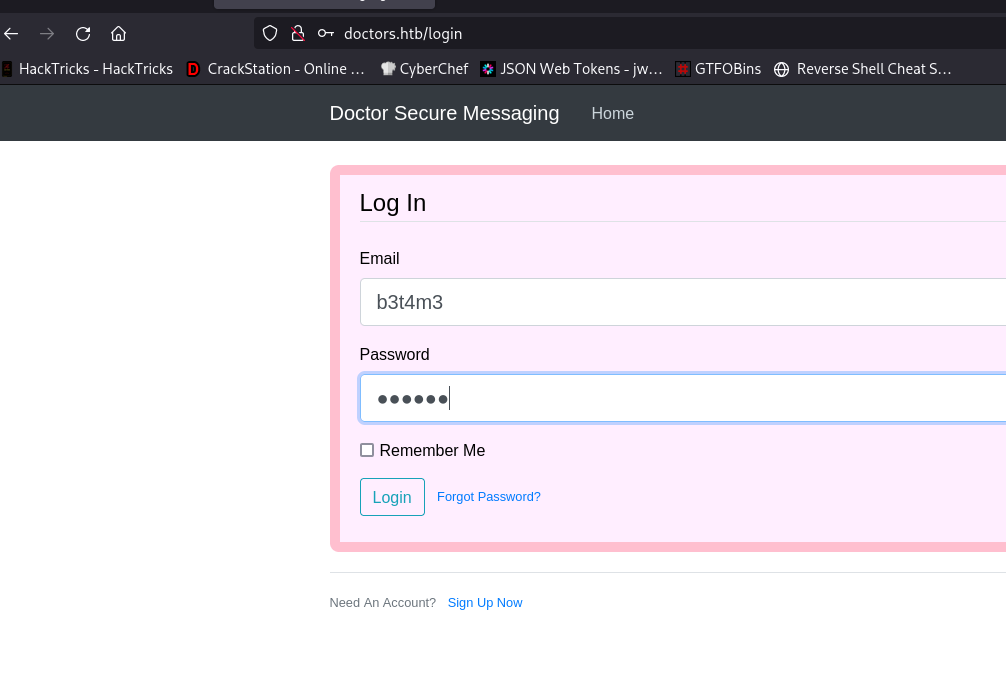 doctors.htb/login
HackTricks - HackTricks CrackStation - Online … CyberChef JSON Web Tokens - jw… GTFOBins Reverse Shell Cheat S…
Doctor Secure Messaging Home
Log In
Email
b3t4m3
Password
●●●●●●
Remember Me
Login Forgot Password?
Need An Account? Sign Up Now